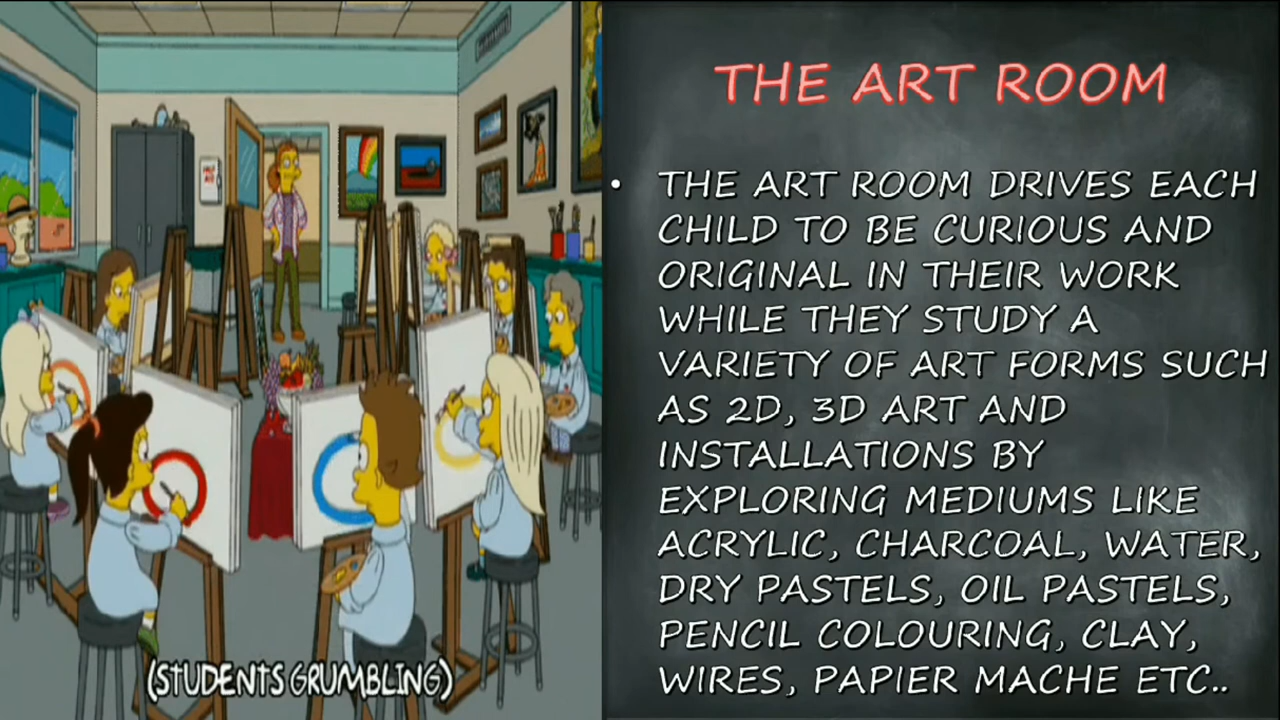 THE ART ROOM
• THE ART ROOM DRIVES EACH
CHILD TO BE CURIOUS AND
ORIGINAL IN THEIR WORK
WHILE THEY STUDY A
VARIETY OF ART FORMS SUCH
AS 2D, 3D ART AND
INSTALLATIONS BY
EXPLORING MEDIUMS LIKE
ACRYLIC, CHARCOAL, WATER,
DRY PASTELS, OIL PASTELS,
PENCIL COLOURING, CLAY,
WIRES, PAPIER MACHE ETC..
(STUDENTS GRUMBLING)